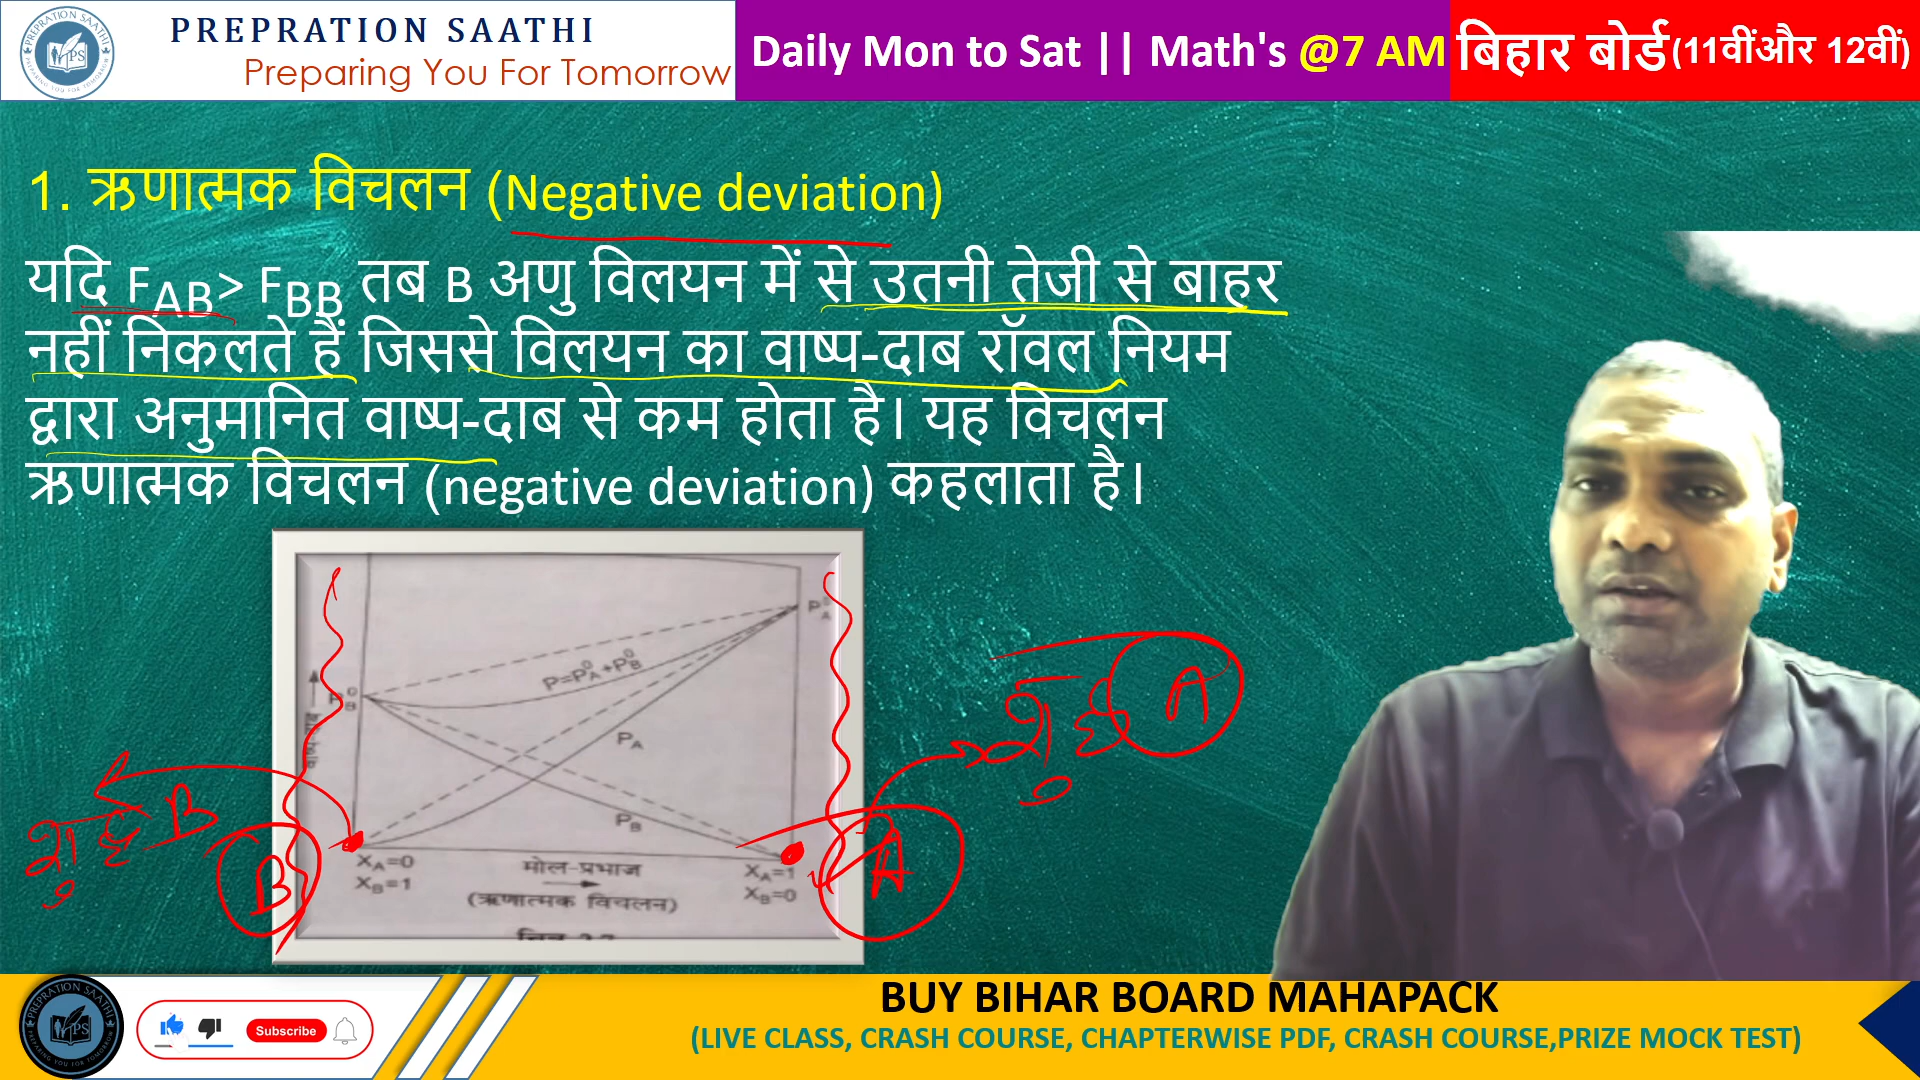 PREPRATION SAATHI
Preparing You For Tomorrow
Daily Mon to Sat || Math's @7 AM
बिहार बोर्ड(11वींऔर 12वीं)
1. ऋणात्मक विचलन (Negative deviation)
यदि FAB> FBB तब B अणु विलयन में से उतनी तेजी से बाहर
नहीं निकलते हैं जिससे विलयन का वाष्प-दाब रॉवल नियम
द्वारा अनुमानित वाष्प-दाब से कम होता है। यह विचलन
ऋणात्मक विचलन (negative deviation) कहलाता है।
P°A
P=P°A+P°B
P°B
PA
PB
XA=0
XB=1
मोल-प्रभाज
XA=1
XB=0
(ऋणात्मक विचलन)
शुद्ध B
B
A
शुद्ध A
PS
Subscribe
BUY BIHAR BOARD MAHAPACK
(LIVE CLASS, CRASH COURSE, CHAPTERWISE PDF, CRASH COURSE,PRIZE MOCK TEST)